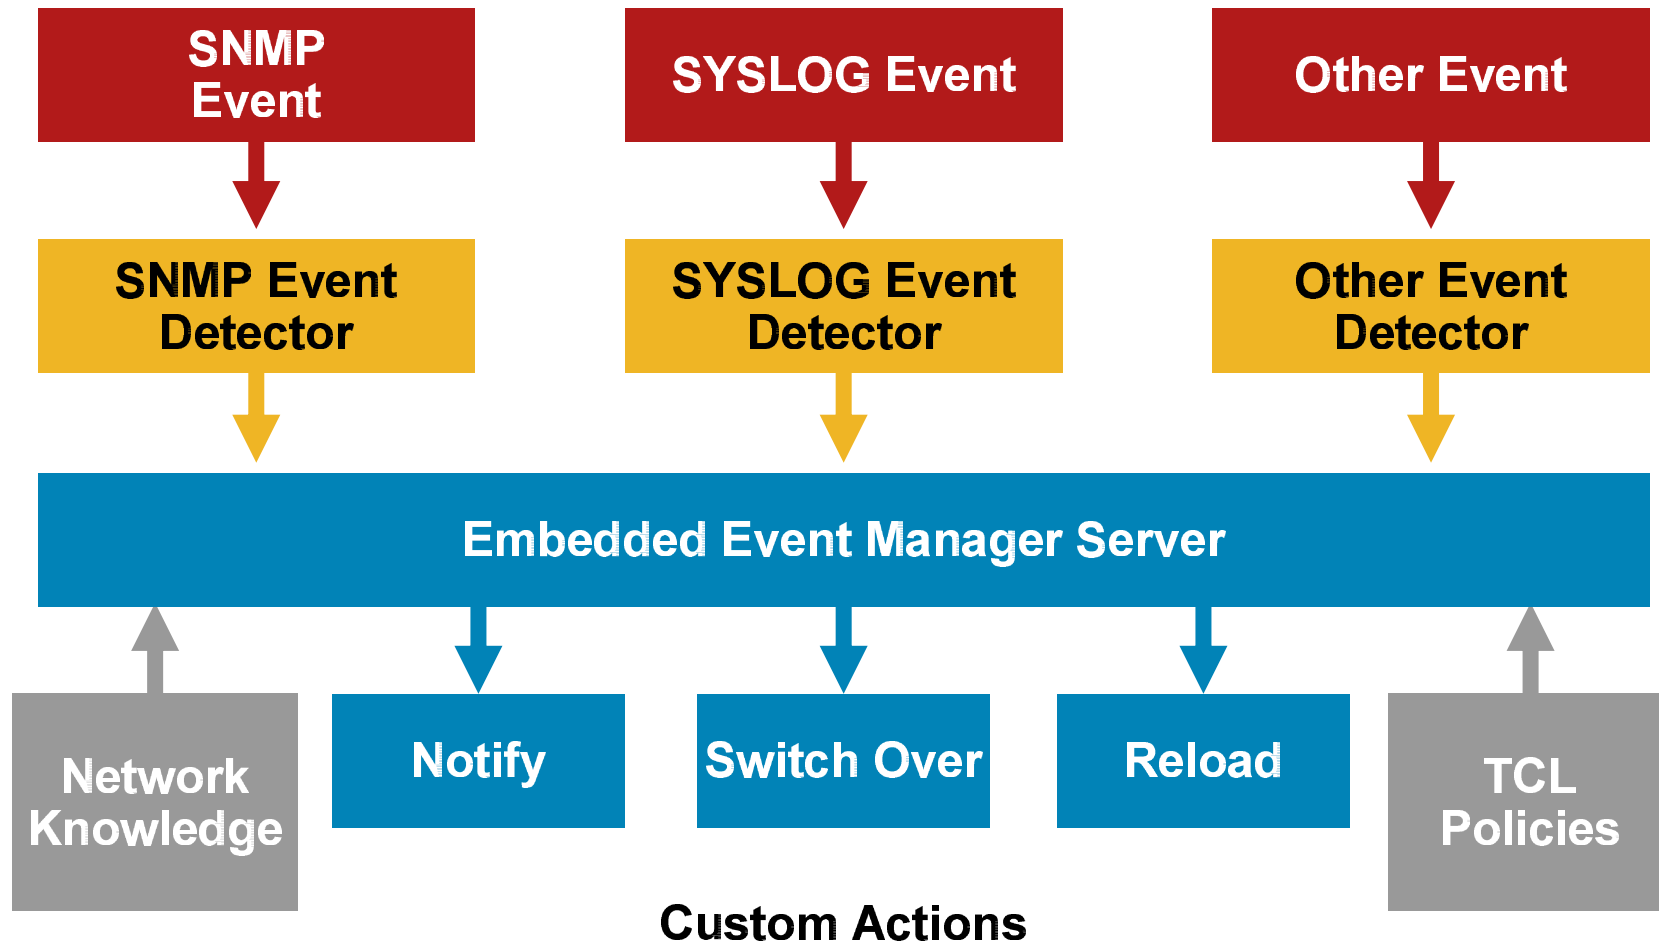 SNMP
Event
SYSLOG Event
Other Event
SNMP Event
Detector
SYSLOG Event
Detector
Other Event
Detector
Embedded Event Manager Server
Network
Knowledge
Notify
Switch Over
Reload
TCL
Policies
Custom Actions